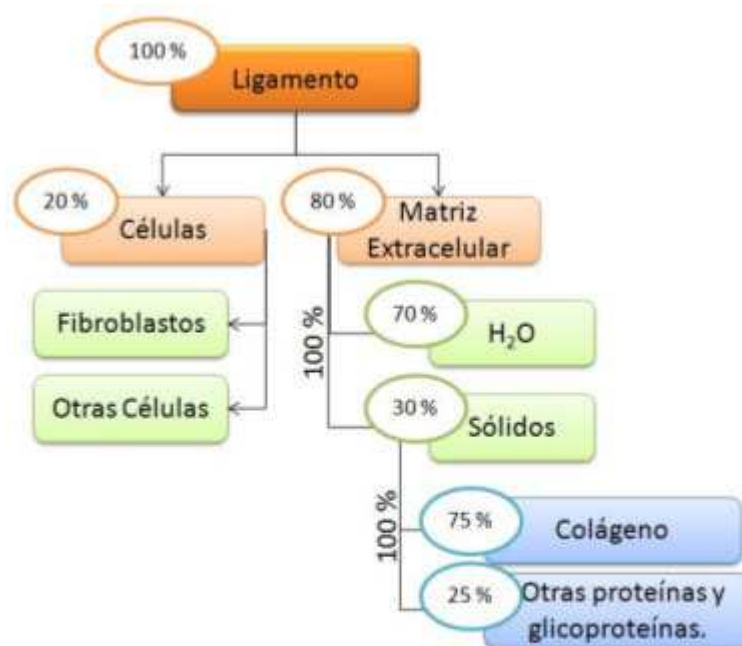 100 %
Ligamento
20 %
Células
80 %
Matriz
Extracelular
Fibroblastos
Otras Células
100 %
70 %
H₂O
30 %
Sólidos
100 %
75 %
Colágeno
25 %
Otras proteínas y
glicoproteínas.